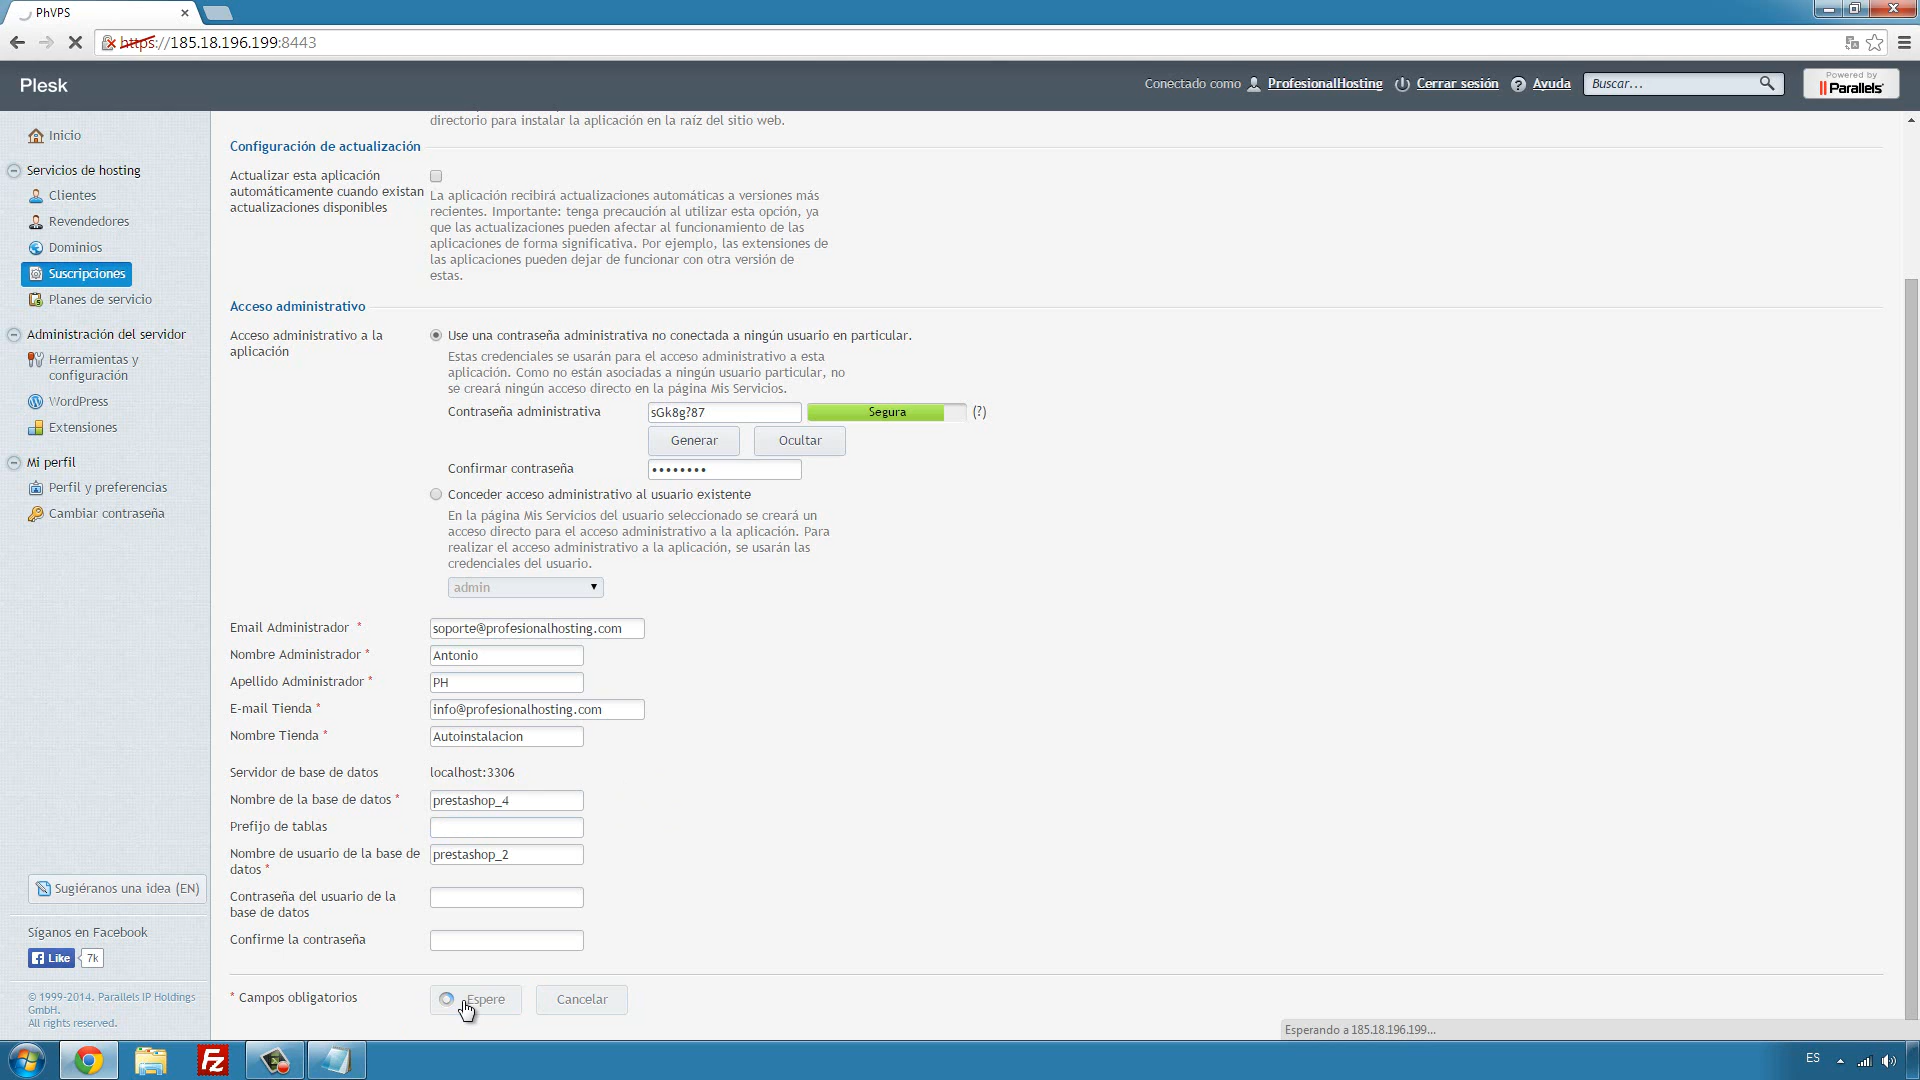 PhVPS
https://185.18.196.199:8443
Plesk
Conectado como ProfesionalHosting Cerrar sesión Ayuda
Buscar...
Powered by
Parallels
Inicio
Servicios de hosting
Clientes
Revendedores
Dominios
Suscripciones
Planes de servicio
Administración del servidor
Herramientas y
configuración
WordPress
Extensiones
Mi perfil
Perfil y preferencias
Cambiar contraseña
Sugiéranos una idea (EN)
Síganos en Facebook
Like 7k
© 1999-2014. Parallels IP Holdings
GmbH.
All rights reserved.
directorio para instalar la aplicación en la raíz del sitio web.
Configuración de actualización
Actualizar esta aplicación
automáticamente cuando existan
actualizaciones disponibles
La aplicación recibirá actualizaciones automáticas a versiones más
recientes. Importante: tenga precaución al utilizar esta opción, ya
que las actualizaciones pueden afectar al funcionamiento de las
aplicaciones de forma significativa. Por ejemplo, las extensiones de
las aplicaciones pueden dejar de funcionar con otra versión de
estas.
Acceso administrativo
Acceso administrativo a la
aplicación
Use una contraseña administrativa no conectada a ningún usuario en particular.
Estas credenciales se usarán para el acceso administrativo a esta
aplicación. Como no están asociadas a ningún usuario particular, no
se creará ningún acceso directo en la página Mis Servicios.
Contraseña administrativa sGk8g?87 Segura (?)
Generar Ocultar
Confirmar contraseña ••••••••
Conceder acceso administrativo al usuario existente
En la página Mis Servicios del usuario seleccionado se creará un
acceso directo para el acceso administrativo a la aplicación. Para
realizar el acceso administrativo a la aplicación, se usarán las
credenciales del usuario.
admin
Email Administrador * soporte@profesionalhosting.com
Nombre Administrador * Antonio
Apellido Administrador * PH
E-mail Tienda * info@profesionalhosting.com
Nombre Tienda * Autoinstalacion
Servidor de base de datos localhost:3306
Nombre de la base de datos * prestashop_4
Prefijo de tablas
Nombre de usuario de la base de
datos * prestashop_2
Contraseña del usuario de la
base de datos
Confirme la contraseña
* Campos obligatorios Espere Cancelar
Esperando a 185.18.196.199...
ES